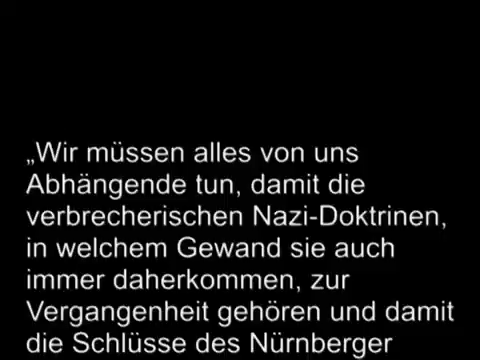 „Wir müssen alles von uns
Abhängende tun, damit die
verbrecherischen Nazi-Doktrinen,
in welchem Gewand sie auch
immer daherkommen, zur
Vergangenheit gehören und damit
die Schlüsse des Nürnberger